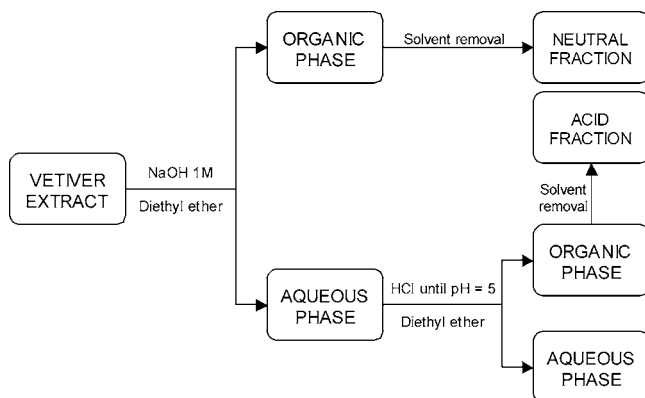 ORGANIC
PHASE
Solvent removal
NEUTRAL
FRACTION
ACID
FRACTION
VETIVER
EXTRACT
NaOH 1M
Diethyl ether
Solvent
removal
ORGANIC
PHASE
AQUEOUS
PHASE
HCl until pH = 5
Diethyl ether
AQUEOUS
PHASE